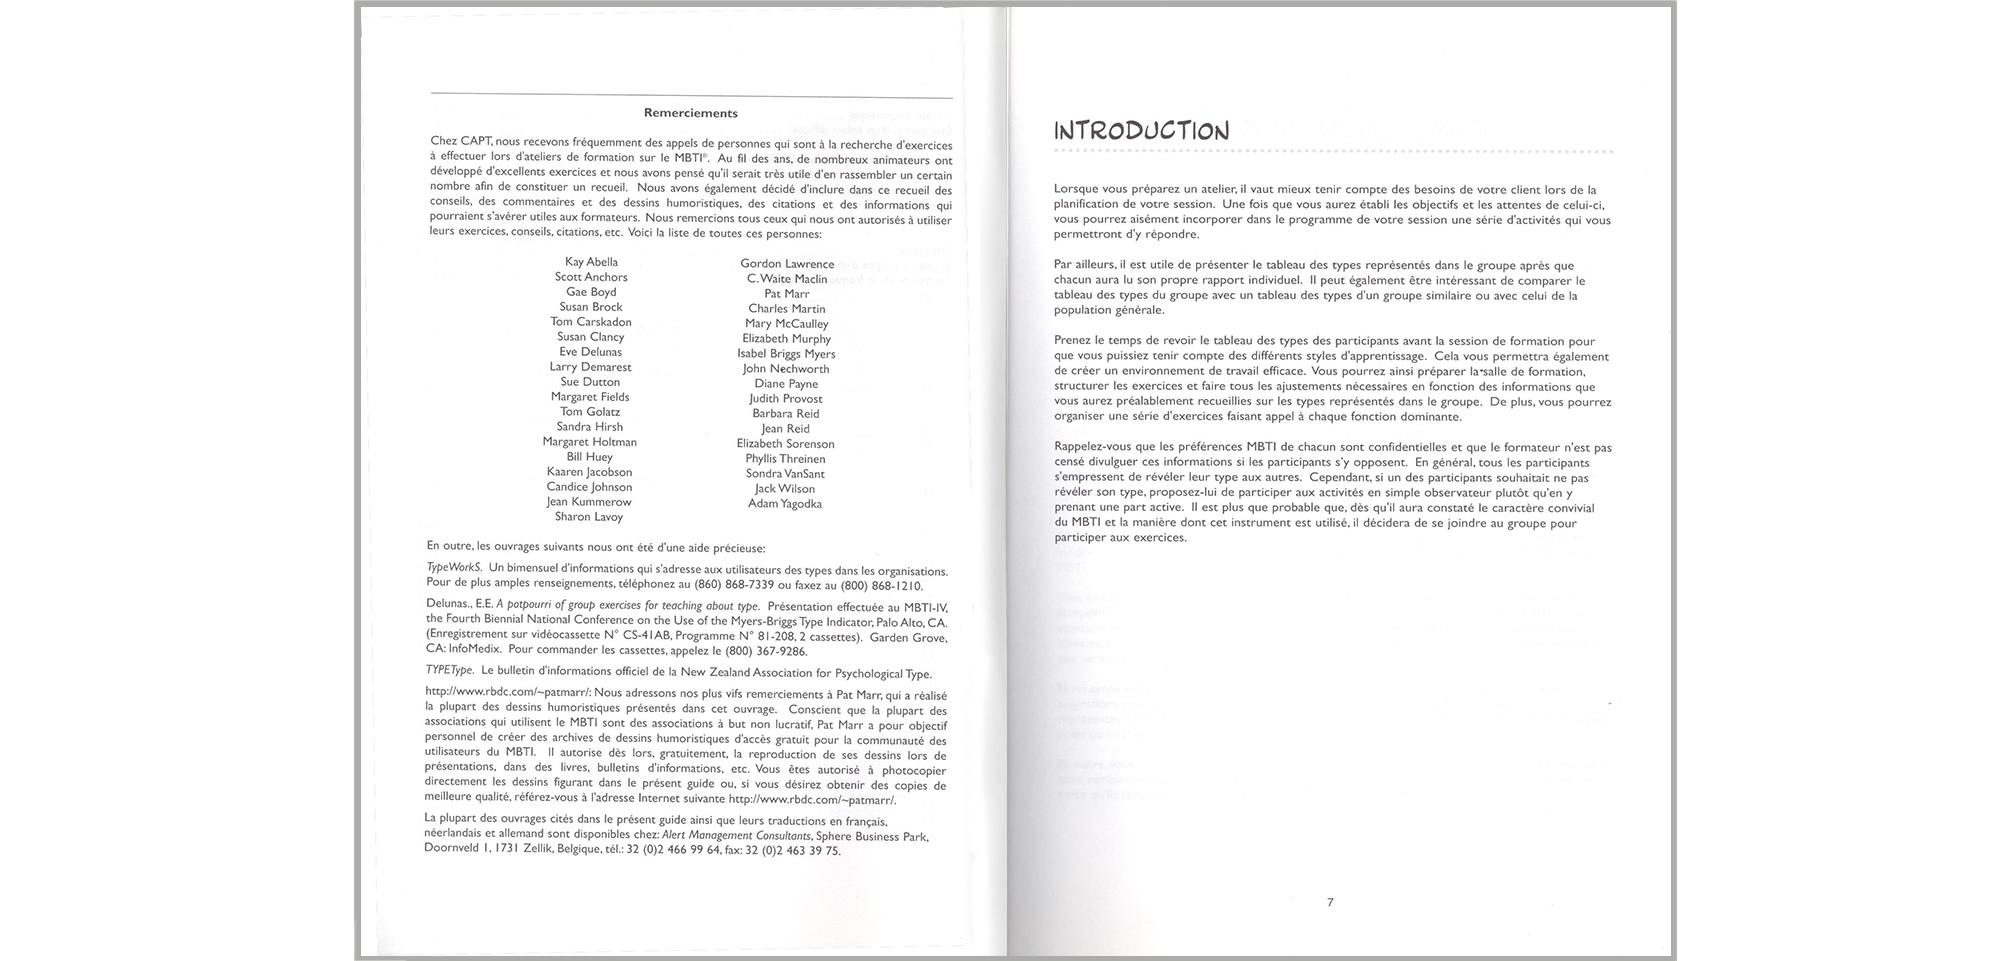 Remerciements
Chez CAPT, nous recevons fréquemment des appels de personnes qui sont à la recherche d'exercices
à effectuer lors d'ateliers de formation sur le MBTI®. Au fil des ans, de nombreux animateurs ont
développé d'excellents exercices et nous avons pensé qu'il serait très utile d'en rassembler un certain
nombre afin de constituer un recueil. Nous avons également décidé d'inclure dans ce recueil des
conseils, des commentaires et des dessins humoristiques, des citations et des informations qui
pourraient s'avérer utiles aux formateurs. Nous remercions tous ceux qui nous ont autorisés à utiliser
leurs exercices, conseils, citations, etc. Voici la liste de toutes ces personnes:
Kay Abella
Scott Anchors
Gae Boyd
Susan Brock
Tom Carskadon
Susan Clancy
Eve Delunas
Larry Demarest
Sue Dutton
Margaret Fields
Tom Golatz
Sandra Hirsh
Margaret Holtman
Bill Huey
Kaaren Jacobson
Candice Johnson
Jean Kummerow
Sharon Lavoy
Gordon Lawrence
C. Waite Maclin
Pat Marr
Charles Martin
Mary McCaulley
Elizabeth Murphy
Isabel Briggs Myers
John Nechworth
Diane Payne
Judith Provost
Barbara Reid
Jean Reid
Elizabeth Sorenson
Phyllis Threinen
Sondra VanSant
Jack Wilson
Adam Yagodka
En outre, les ouvrages suivants nous ont été d'une aide précieuse:
TypeWorkS. Un bimensuel d'informations qui s'adresse aux utilisateurs des types dans les organisations.
Pour de plus amples renseignements, téléphonez au (860) 868-7339 ou faxez au (800) 868-1210.
Delunas., E.E. A potpourri of group exercises for teaching about type. Présentation effectuée au MBTI-IV,
the Fourth Biennial National Conference on the Use of the Myers-Briggs Type Indicator, Palo Alto, CA.
(Enregistrement sur vidéocassette N° CS-41AB, Programme N° 81-208, 2 cassettes). Garden Grove,
CA: InfoMedix. Pour commander les cassettes, appelez le (800) 367-9286.
TYPEType. Le bulletin d'informations officiel de la New Zealand Association for Psychological Type.
http://www.rbdc.com/~patmarr/: Nous adressons nos plus vifs remerciements à Pat Marr, qui a réalisé
la plupart des dessins humoristiques présentés dans cet ouvrage. Conscient que la plupart des
associations qui utilisent le MBTI sont des associations à but non lucratif, Pat Marr a pour objectif
personnel de créer des archives de dessins humoristiques d'accès gratuit pour la communauté des
utilisateurs du MBTI. Il autorise dès lors, gratuitement, la reproduction de ses dessins lors de
présentations, dans des livres, bulletins d'informations, etc. Vous êtes autorisé à photocopier
directement les dessins figurant dans le présent guide ou, si vous désirez obtenir des copies de
meilleure qualité, référez-vous à l'adresse Internet suivante http://www.rbdc.com/~patmarr/.
La plupart des ouvrages cités dans le présent guide ainsi que leurs traductions en français,
néerlandais et allemand sont disponibles chez: Alert Management Consultants, Sphere Business Park,
Doornveld 1, 1731 Zellik, Belgique, tél.: 32 (0)2 466 99 64, fax: 32 (0)2 463 39 75.
INTRODUCTION
Lorsque vous préparez un atelier, il vaut mieux tenir compte des besoins de votre client lors de la
planification de votre session. Une fois que vous aurez établi les objectifs et les attentes de celui-ci,
vous pourrez aisément incorporer dans le programme de votre session une série d'activités qui vous
permettront d'y répondre.
Par ailleurs, il est utile de présenter le tableau des types représentés dans le groupe après que
chacun aura lu son propre rapport individuel. Il peut également être intéressant de comparer le
tableau des types du groupe avec un tableau des types d'un groupe similaire ou avec celui de la
population générale.
Prenez le temps de revoir le tableau des types des participants avant la session de formation pour
que vous puissiez tenir compte des différents styles d'apprentissage. Cela vous permettra également
de créer un environnement de travail efficace. Vous pourrez ainsi préparer la salle de formation,
structurer les exercices et faire tous les ajustements nécessaires en fonction des informations que
vous aurez préalablement recueillies sur les types représentés dans le groupe. De plus, vous pourrez
organiser une série d'exercices faisant appel à chaque fonction dominante.
Rappelez-vous que les préférences MBTI de chacun sont confidentielles et que le formateur n'est pas
censé divulguer ces informations si les participants s'y opposent. En général, tous les participants
s'empressent de révéler leur type aux autres. Cependant, si un des participants souhaitait ne pas
révéler son type, proposez-lui de participer aux activités en simple observateur plutôt qu'en y
prenant une part active. Il est plus que probable que, dès qu'il aura constaté le caractère convivial
du MBTI et la manière dont cet instrument est utilisé, il décidera de se joindre au groupe pour
participer aux exercices.
7